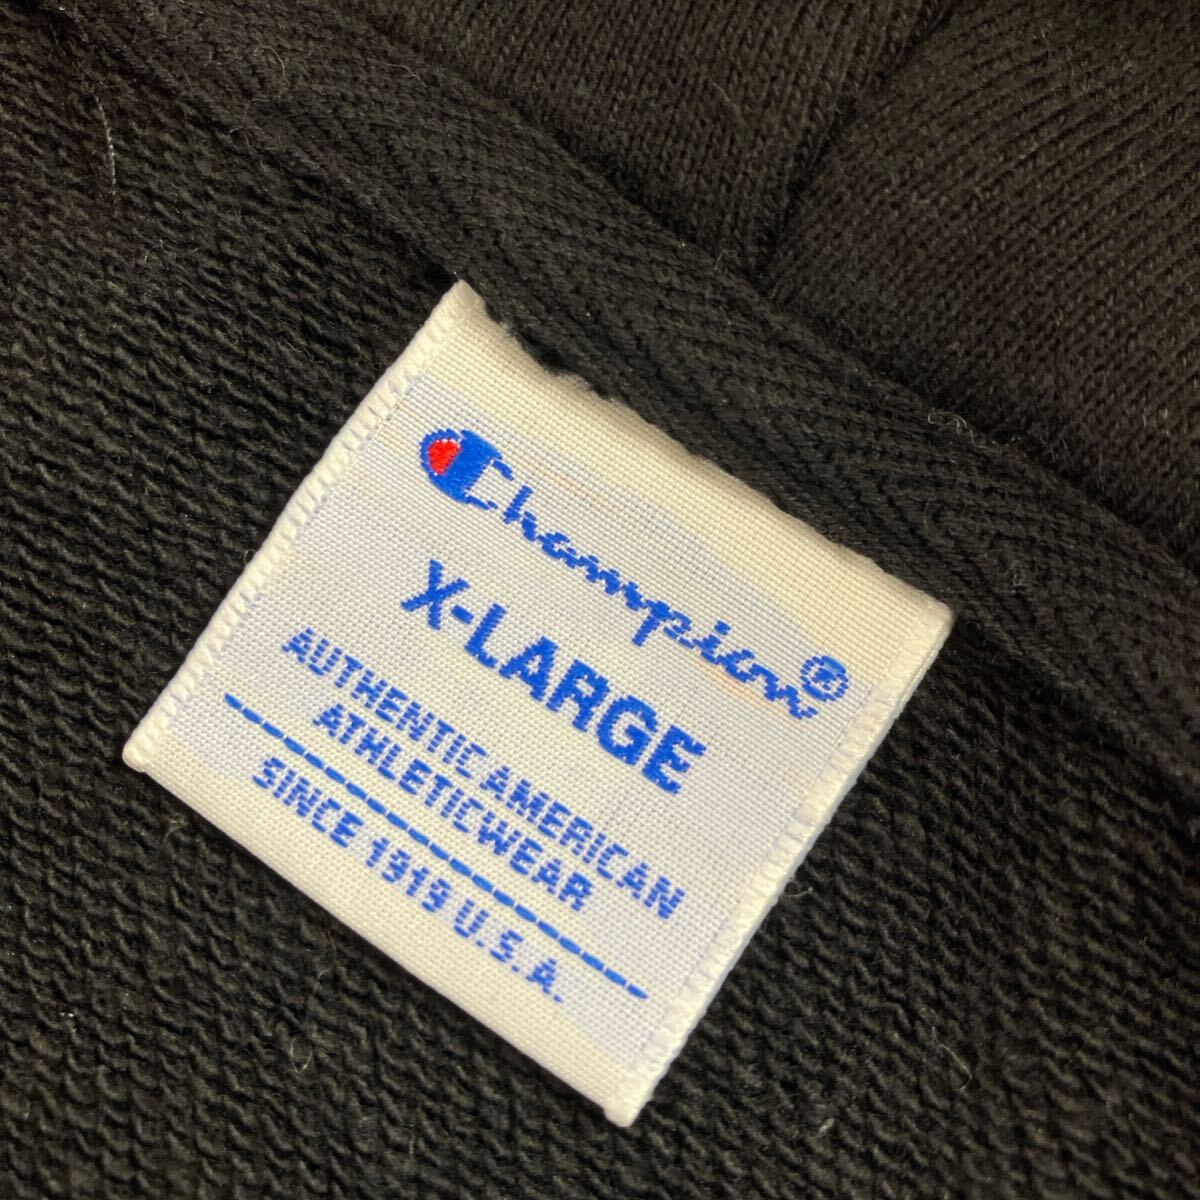 Champion®
X-LARGE
AUTHENTIC AMERICAN
ATHLETICWEAR
SINCE 1919 U.S.A.